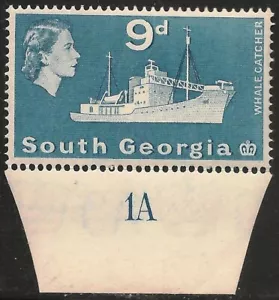 9d
WHALE CATCHER
South Georgia
1A